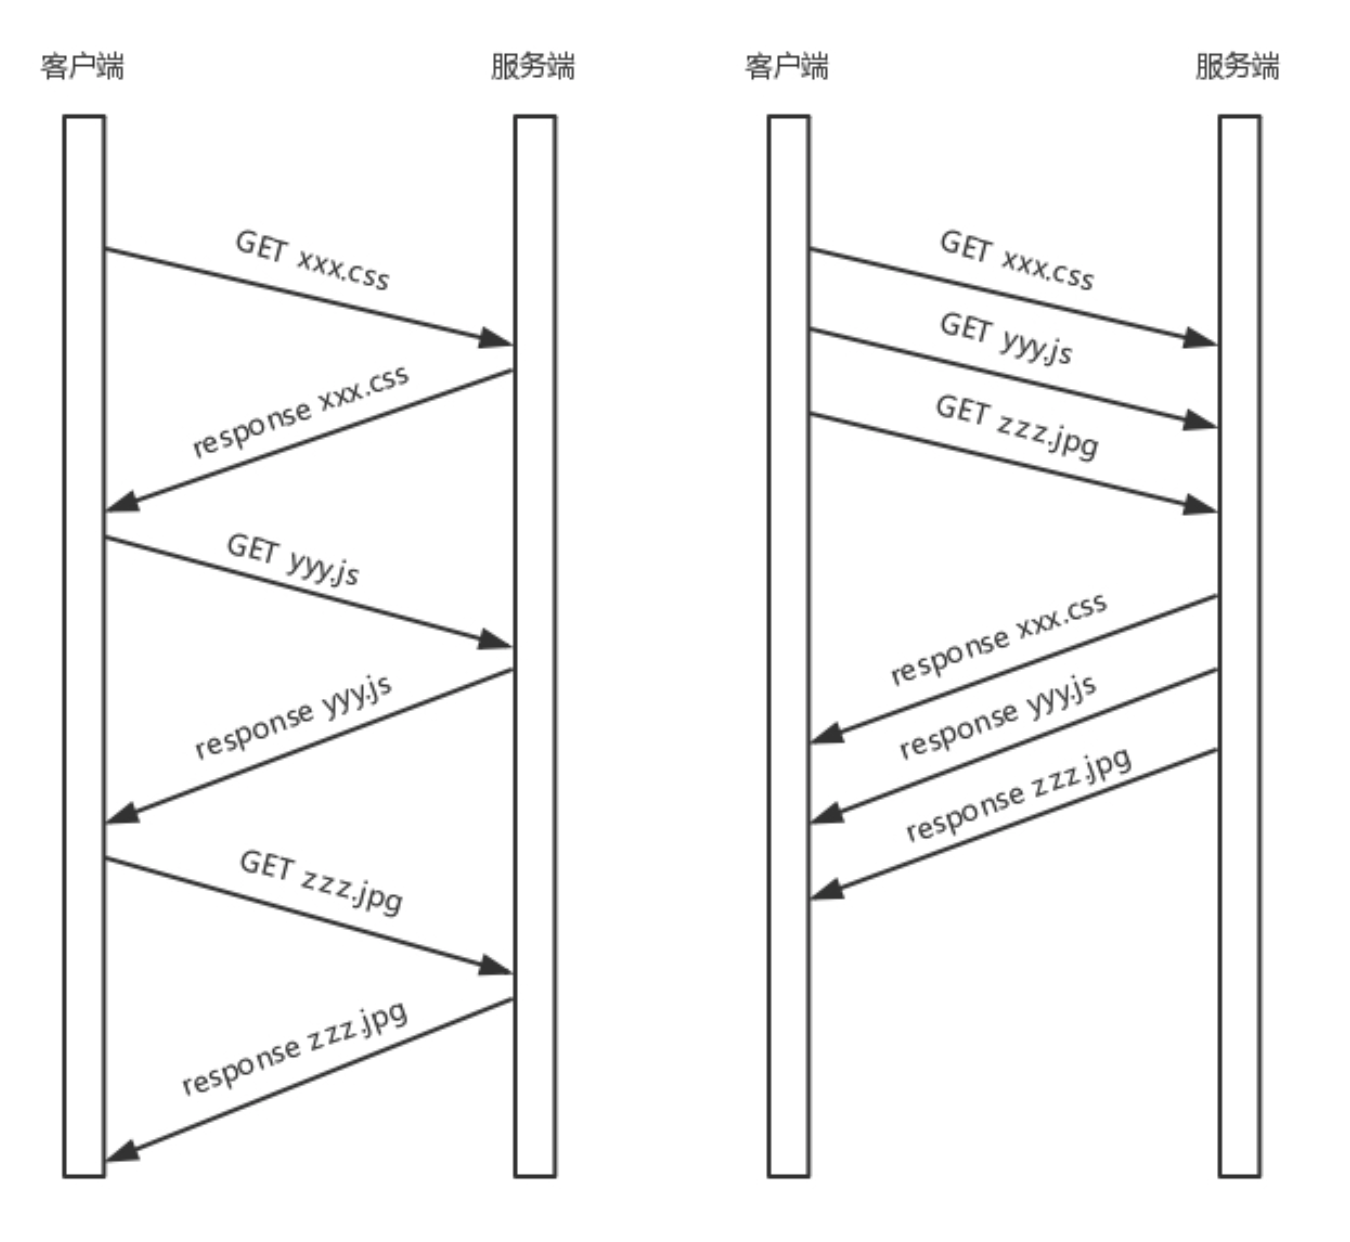 客户端
服务端
GET xxx.css
response xxx.css
GET yyy.js
response yyy.js
GET zzz.jpg
response zzz.jpg
客户端
服务端
GET xxx.css
GET yyy.js
GET zzz.jpg
response xxx.css
response yyy.js
response zzz.jpg